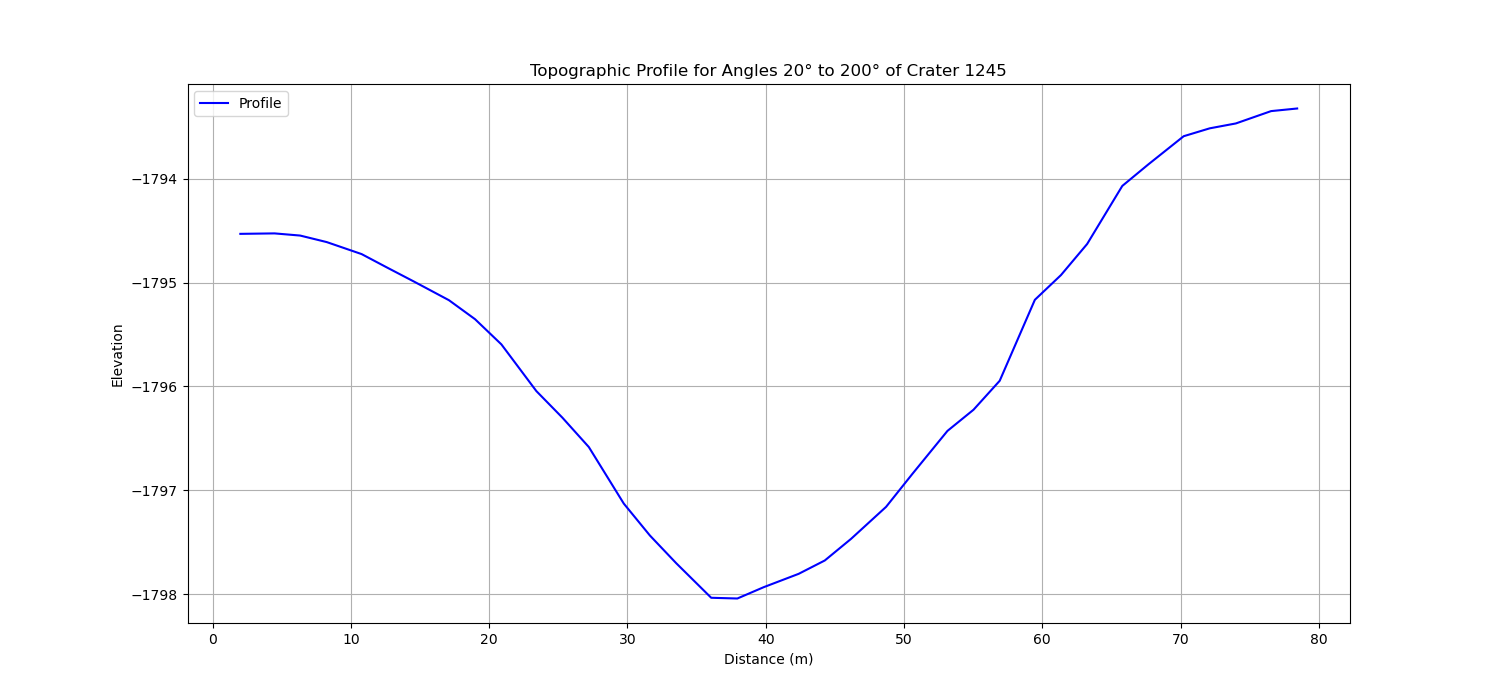 Topographic Profile for Angles 20° to 200° of Crater 1245
Profile
−1794
−1795
−1796
−1797
−1798
Elevation
0 10 20 30 40 50 60 70 80
Distance (m)